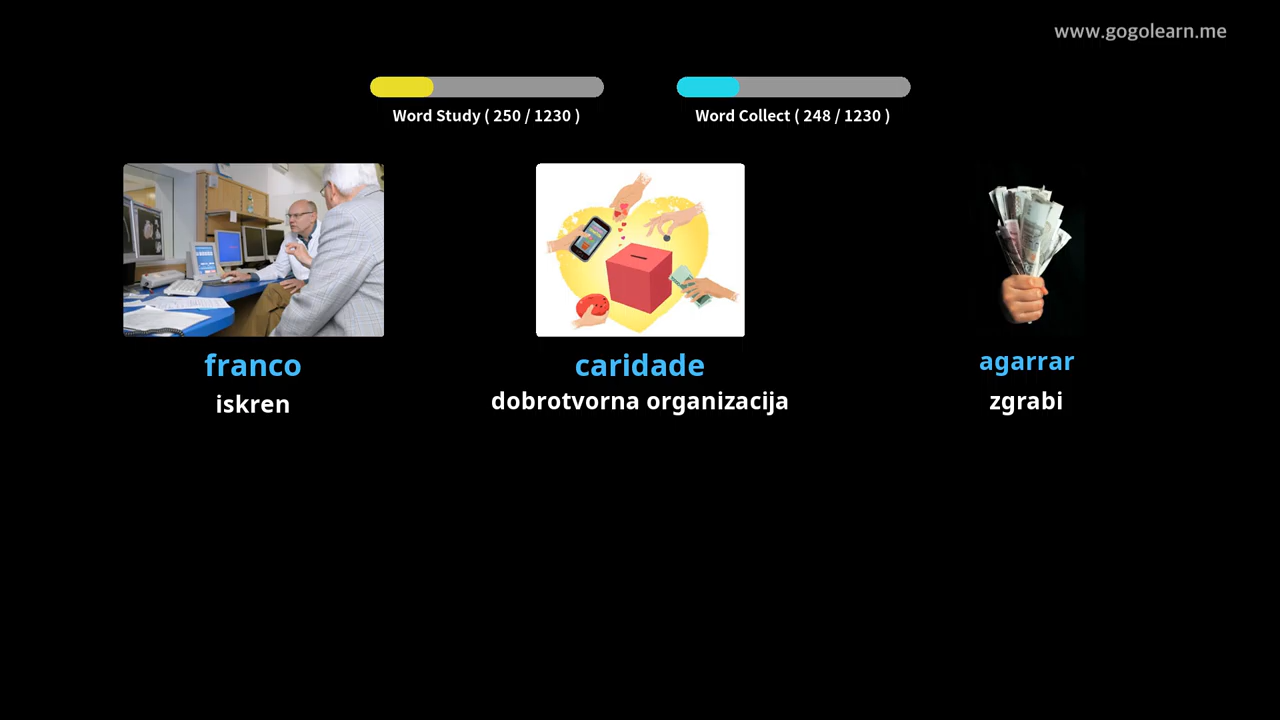 www.gogolearn.me
Word Study ( 250 / 1230 )
Word Collect ( 248 / 1230 )
franco
caridade
agarrar
iskren
dobrotvorna organizacija
zgrabi